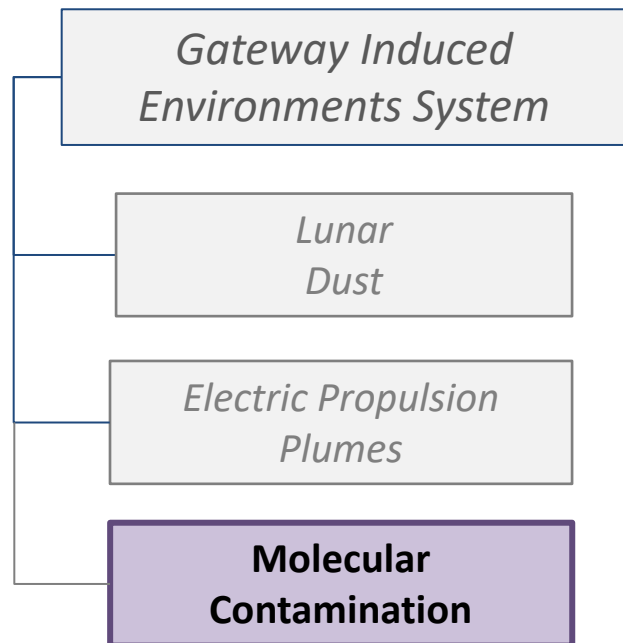 Gateway Induced
Environments System
Lunar
Dust
Electric Propulsion
Plumes
Molecular
Contamination